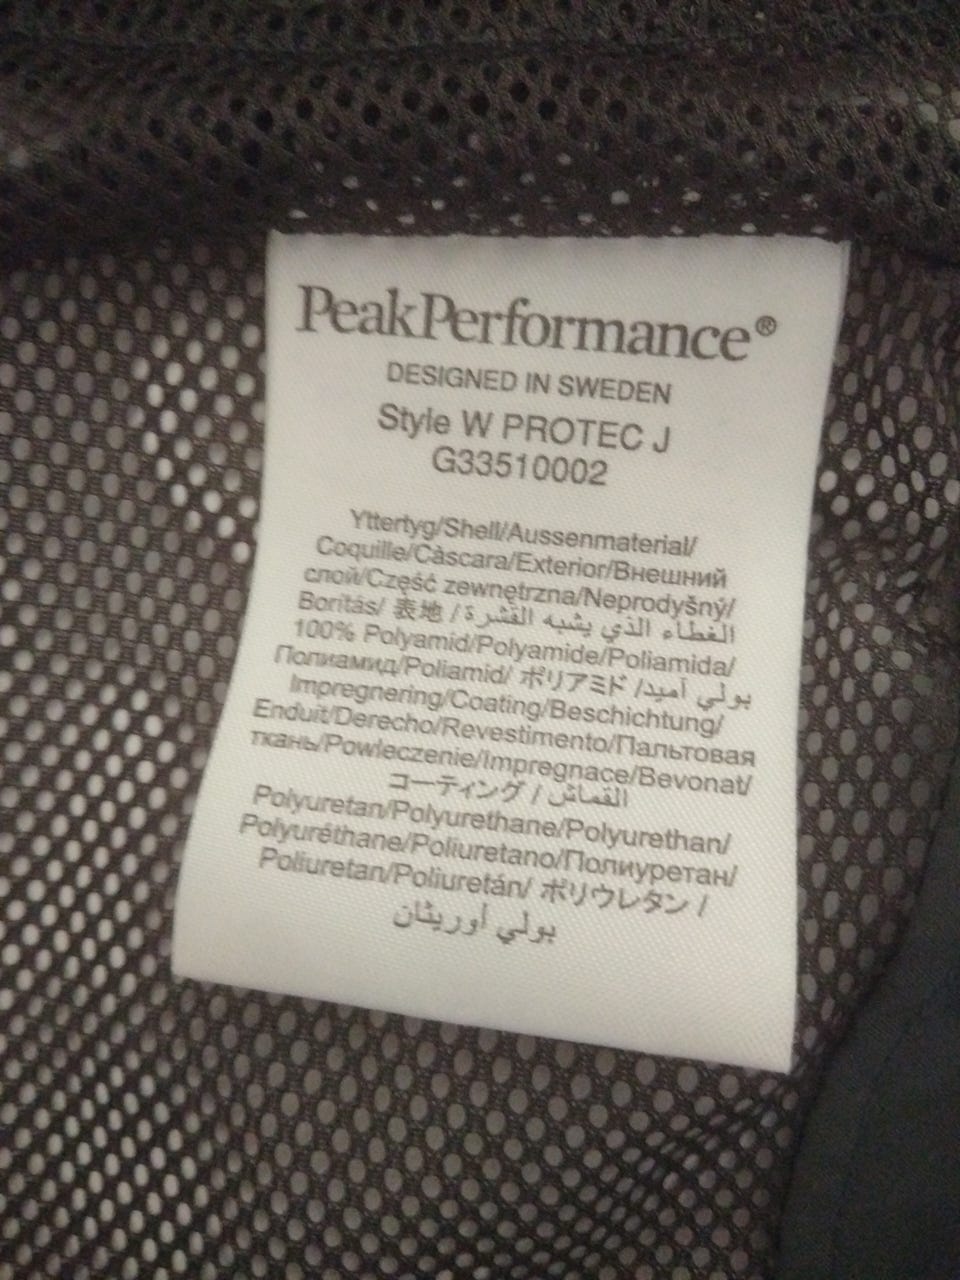 PeakPerformance®
DESIGNED IN SWEDEN
Style W PROTEC J
G33510002
Yttertyg/Shell/Aussenmaterial/
Coquille/Càscara/Exterior/Внешний
слой/Część zewnętrzna/Neprodyšný/
Borítás/ 表地 / الغطاء الذي يشبه القشرة
100% Polyamid/Polyamide/Poliamida/
Полиамид/Poliamid/ ポリアミド / بولي أميد
Impregnering/Coating/Beschichtung/
Enduit/Derecho/Revestimento/Пальтовая
ткань/Powleczenie/Impregnace/Bevonat/
コーティング / القماش
Polyuretan/Polyurethane/Polyurethan/
Polyuréthane/Poliuretano/Полиуретан/
Poliuretan/Poliuretán/ ポリウレタン /
بولي أوريثان